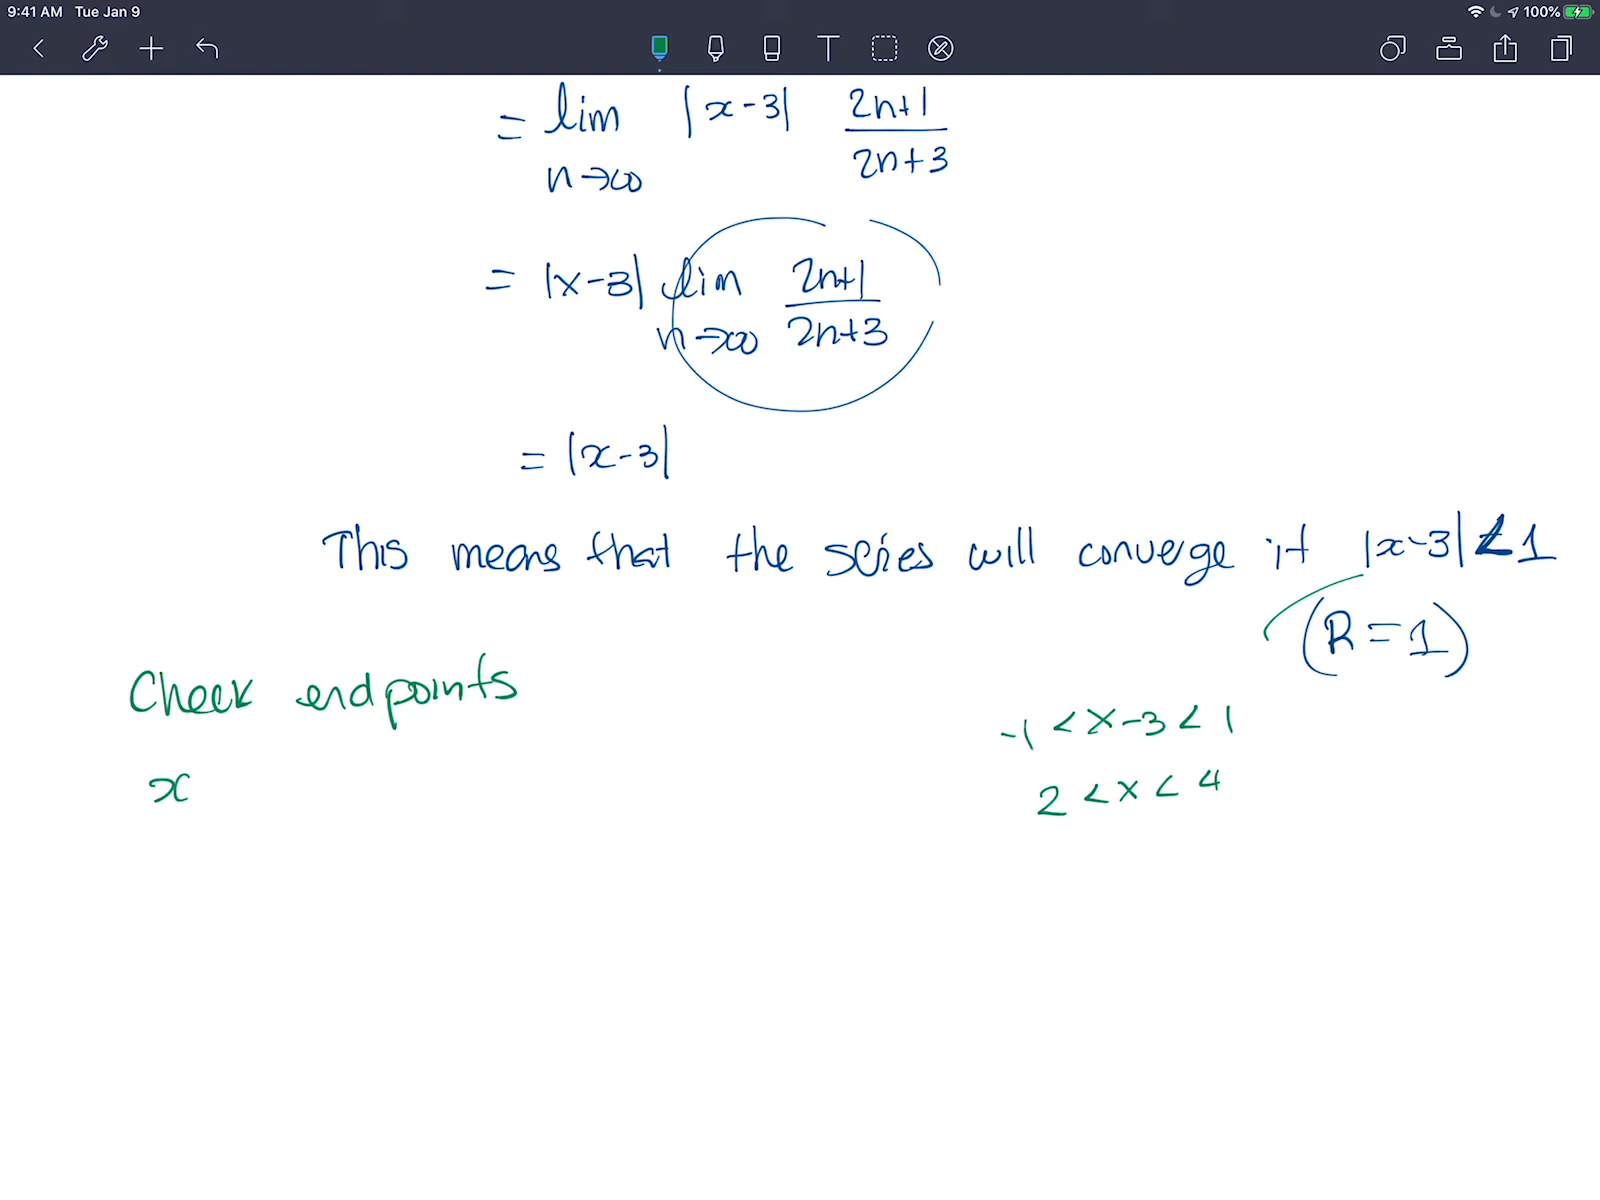 9:41 AM Tue Jan 9
100%
= lim |x-3| 2n+1
n→∞ 2n+3
= |x-3| lim 2n+1
n→∞ 2n+3
= |x-3|
This means that the series will converge if |x-3| < 1
(R=1)
Check endpoints
-1 < x-3 < 1
x
2 < x < 4